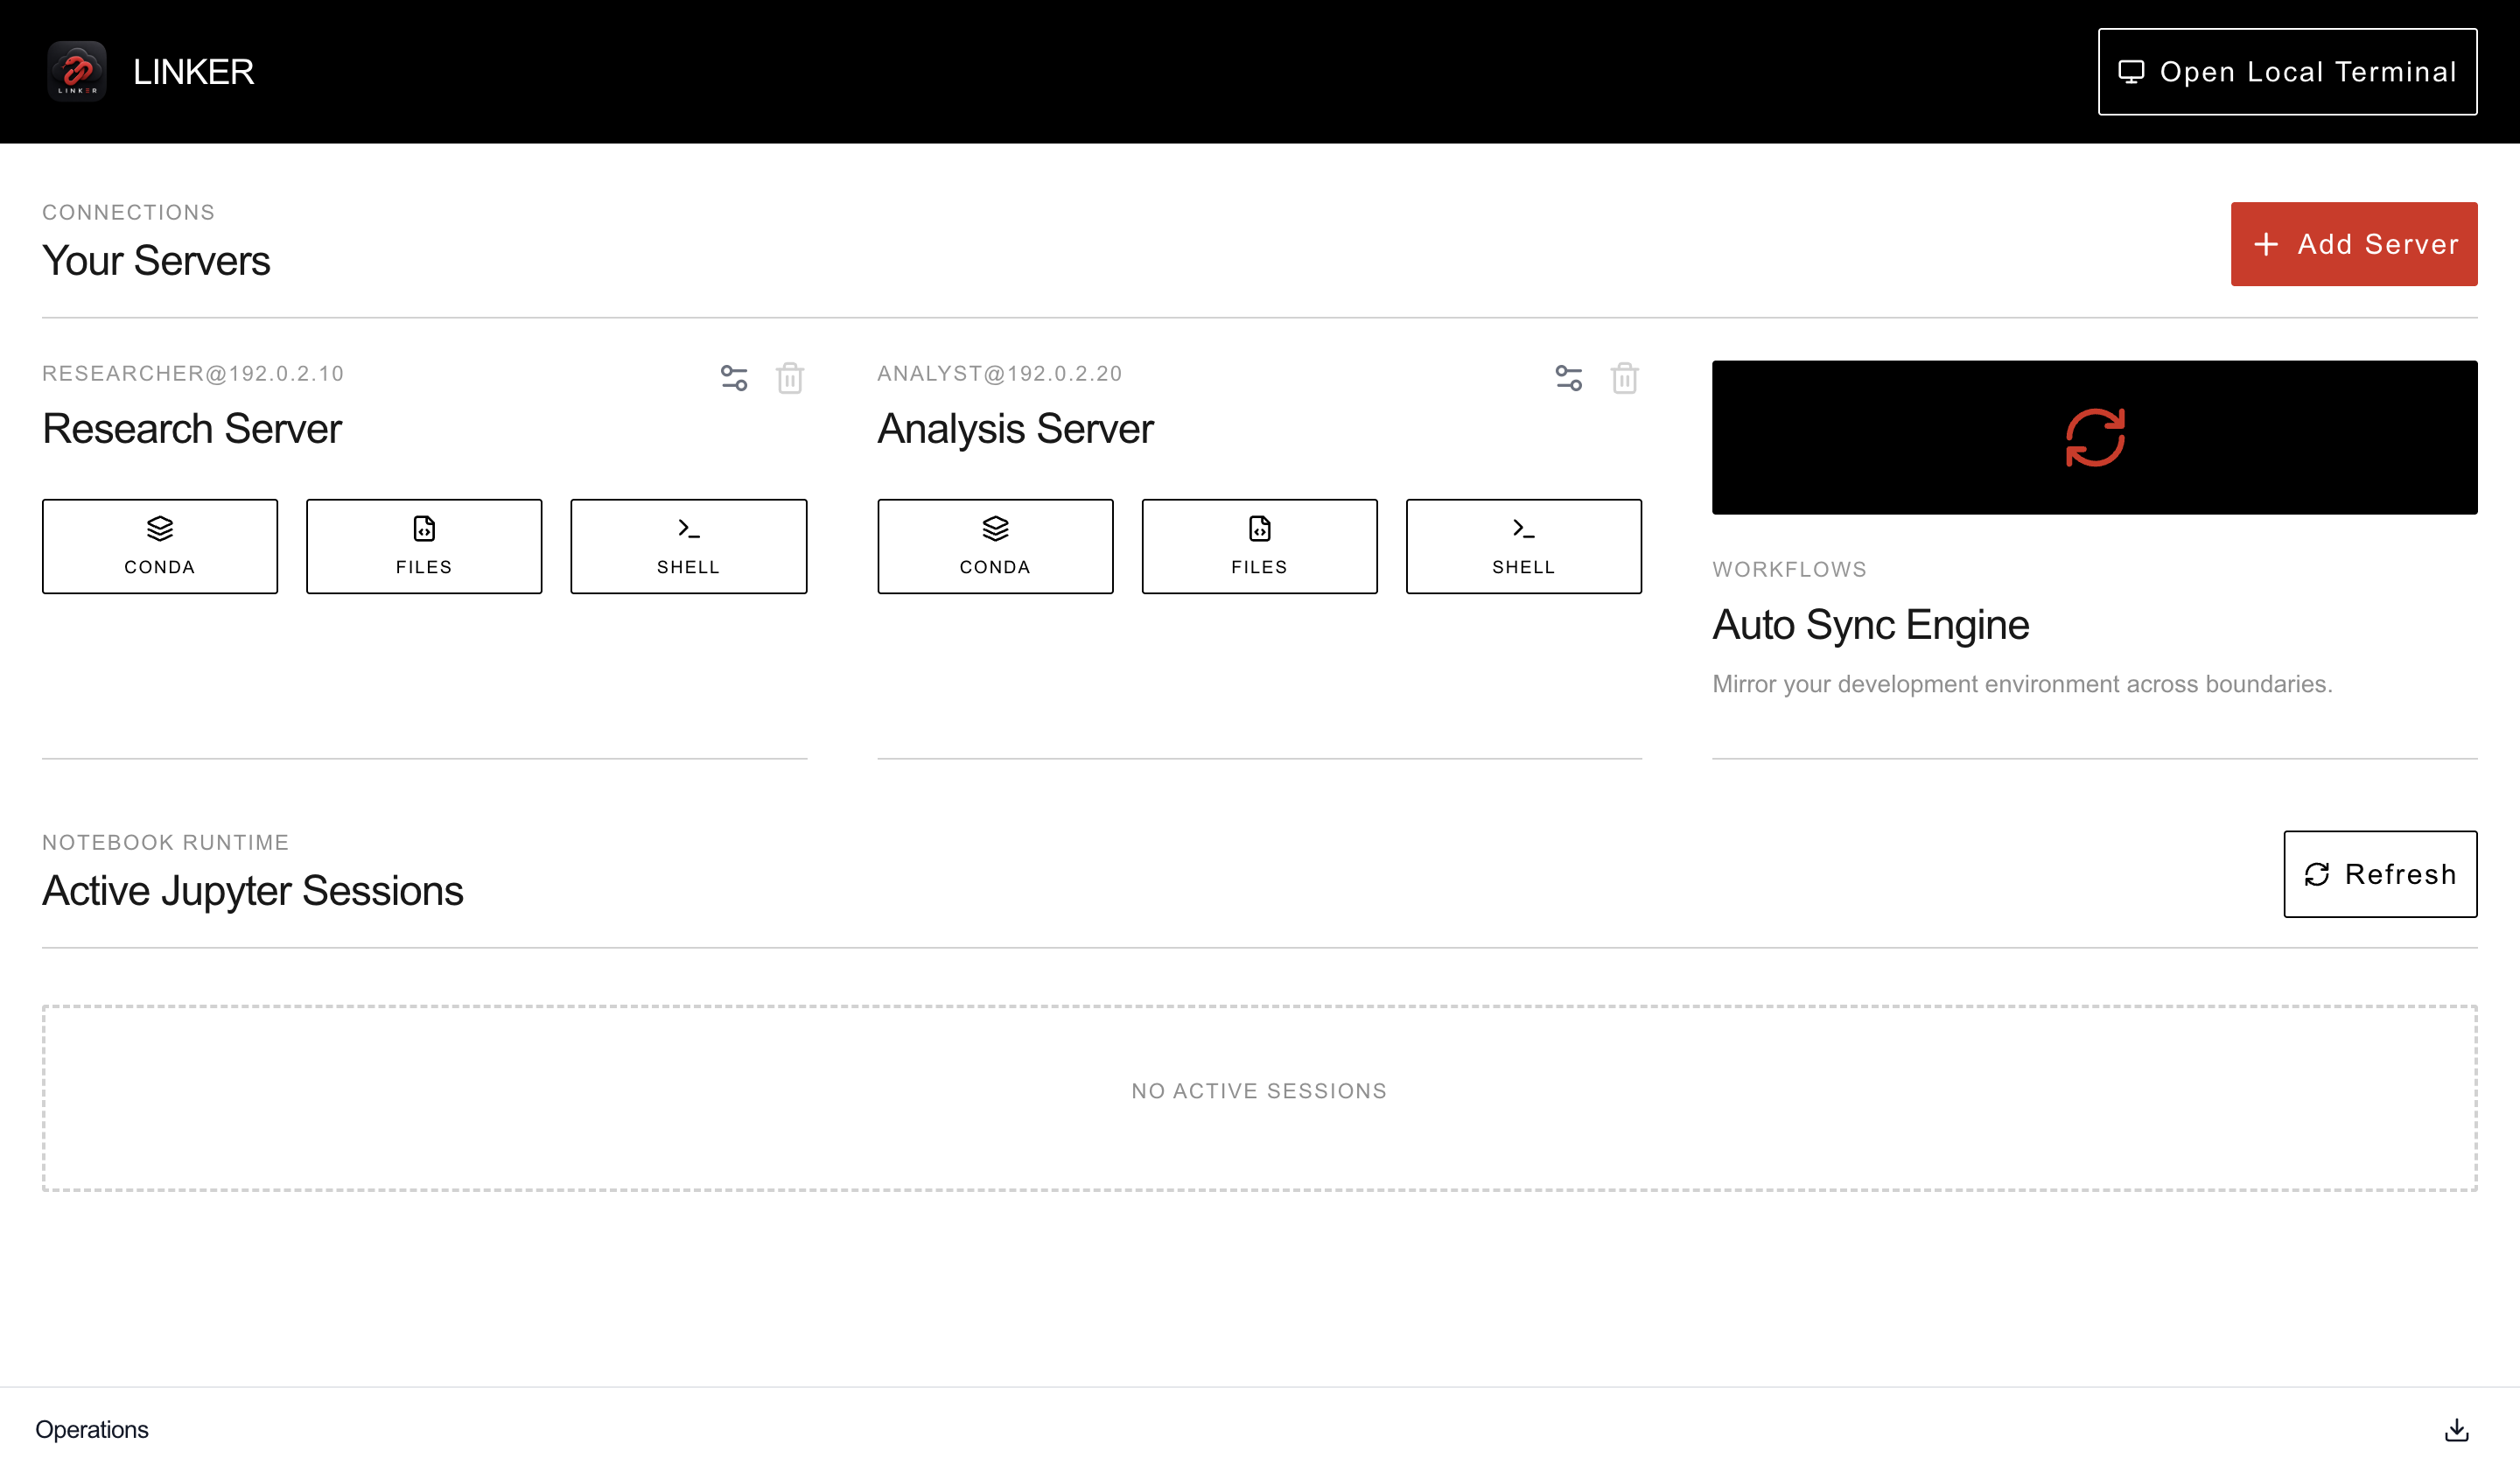 LINKER
LINKER
Open Local Terminal
CONNECTIONS
Your Servers
Add Server
RESEARCHER@192.0.2.10
Research Server
CONDA
FILES
SHELL
ANALYST@192.0.2.20
Analysis Server
CONDA
FILES
SHELL
WORKFLOWS
Auto Sync Engine
Mirror your development environment across boundaries.
NOTEBOOK RUNTIME
Active Jupyter Sessions
Refresh
NO ACTIVE SESSIONS
Operations